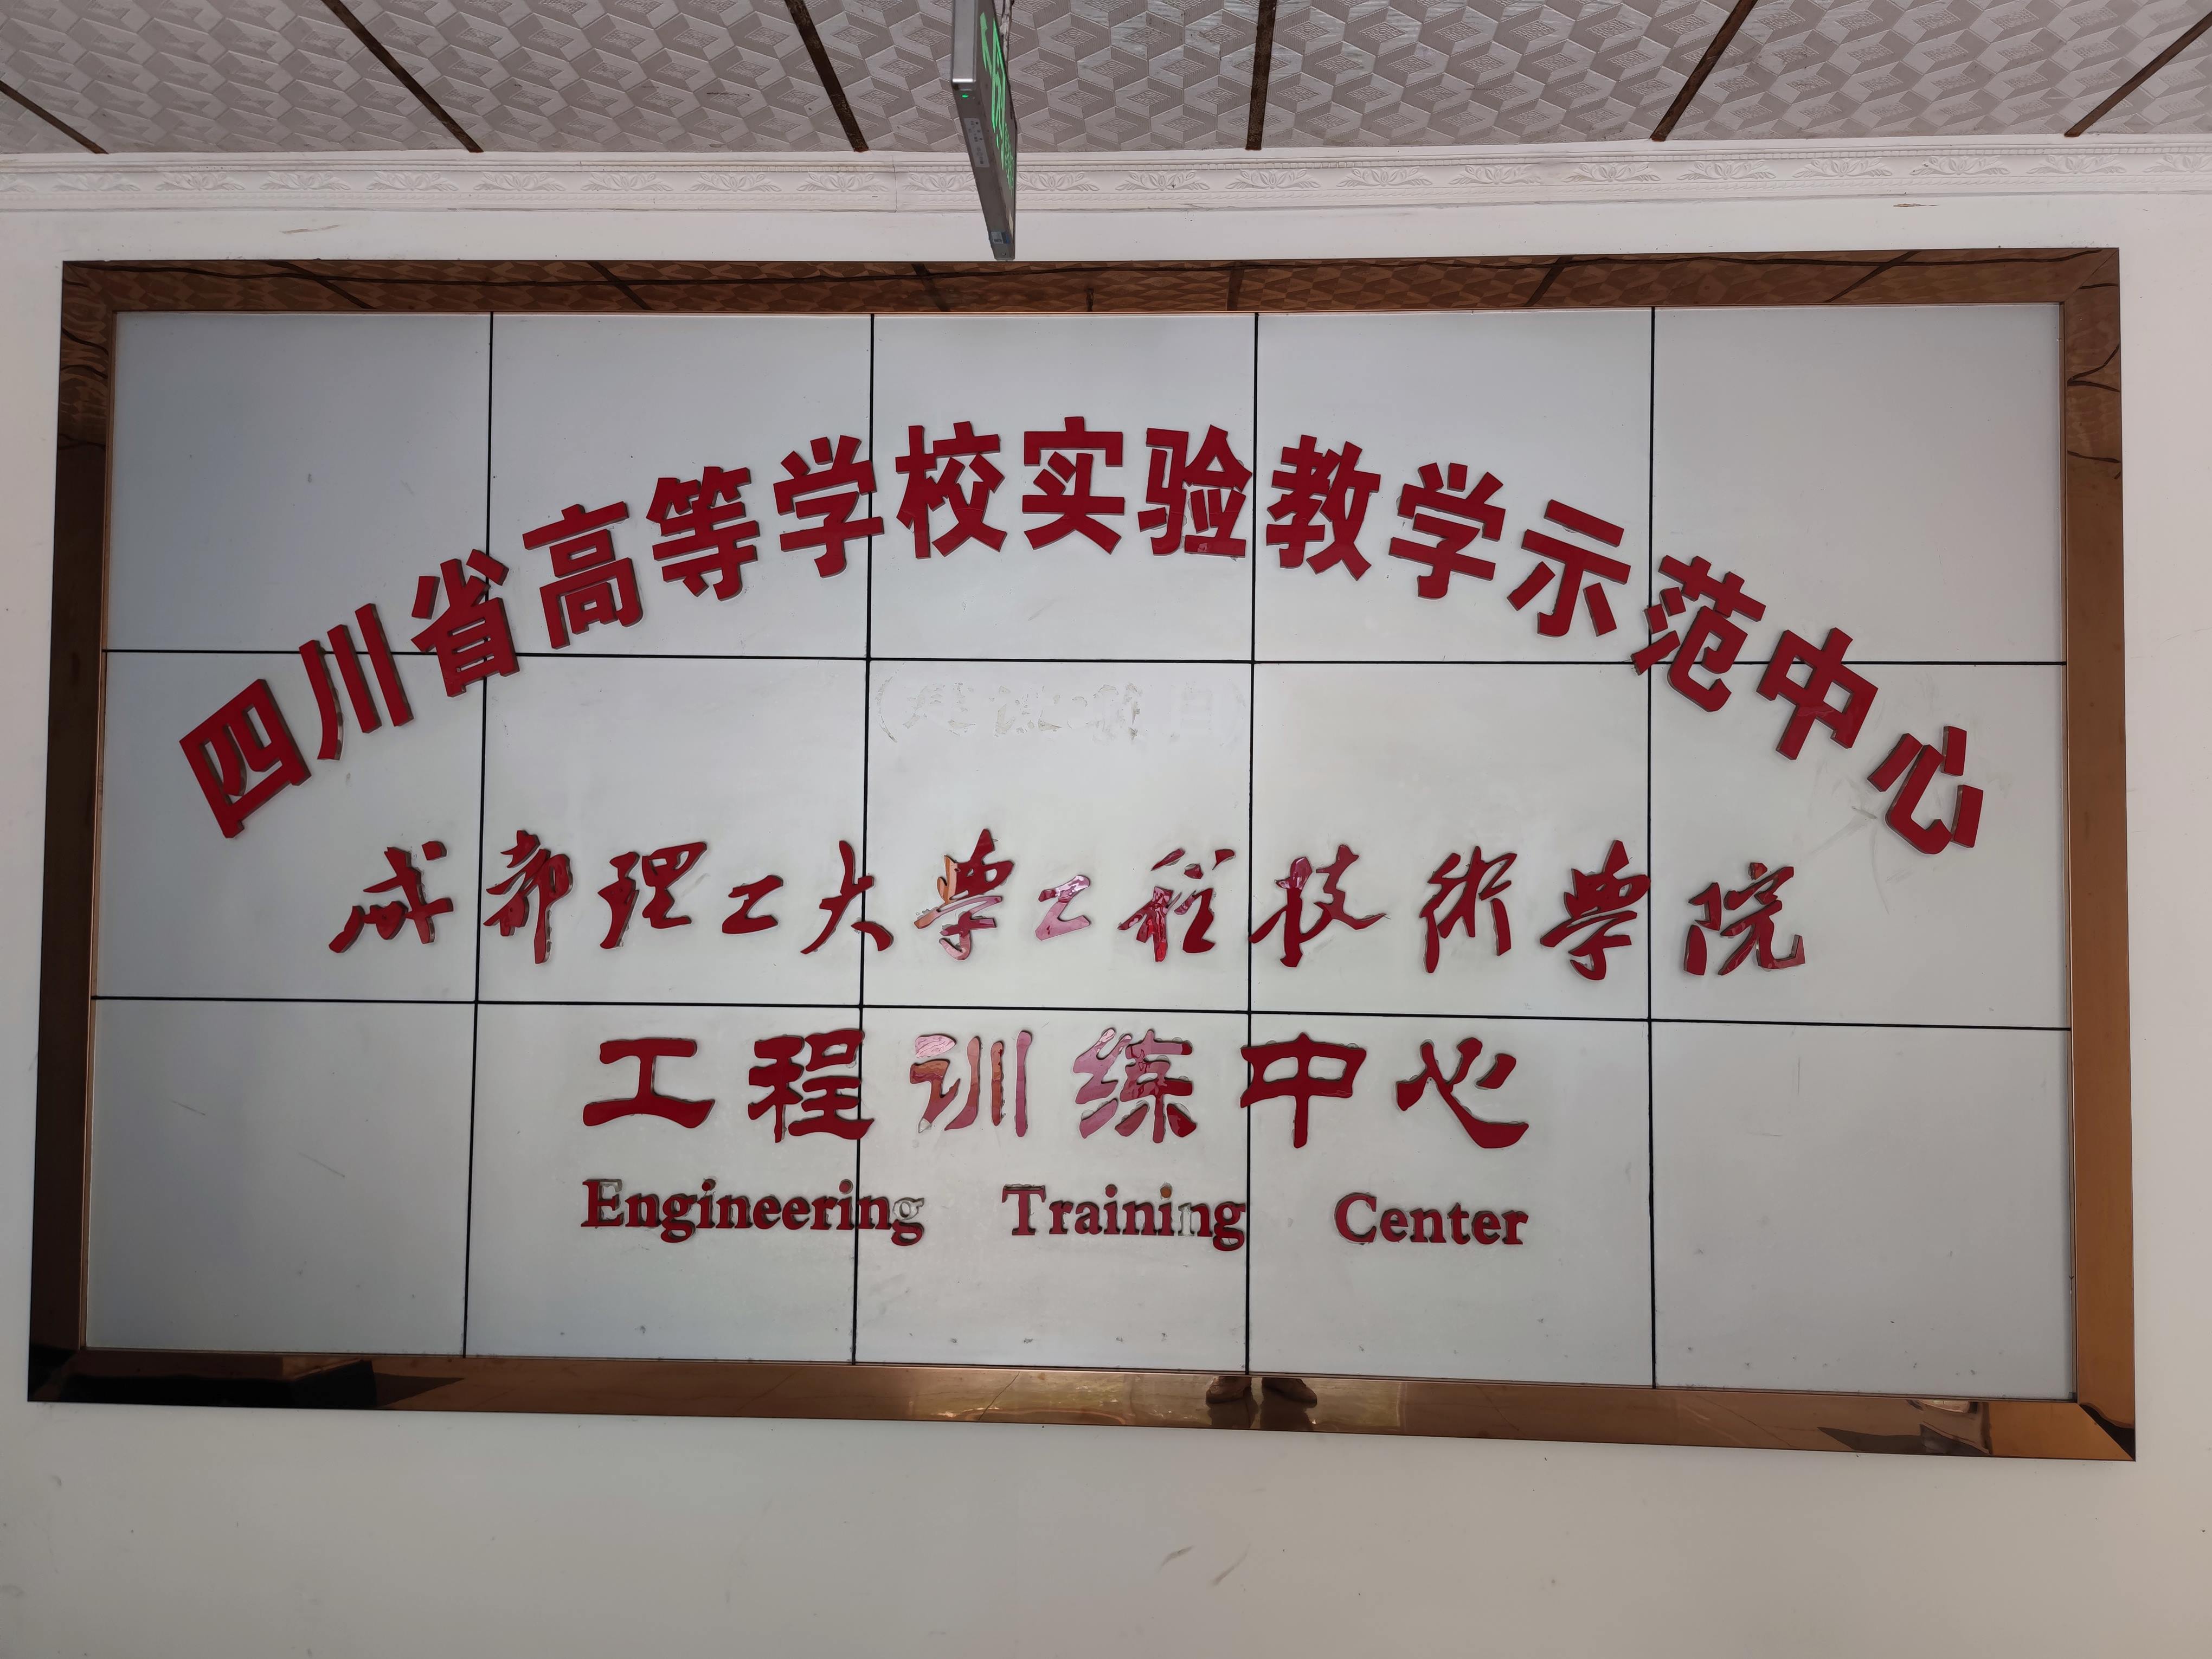 四川省高等学校实验教学示范中心
成都理工大学工程技術學院
工程训练中心
Engineering Training Center